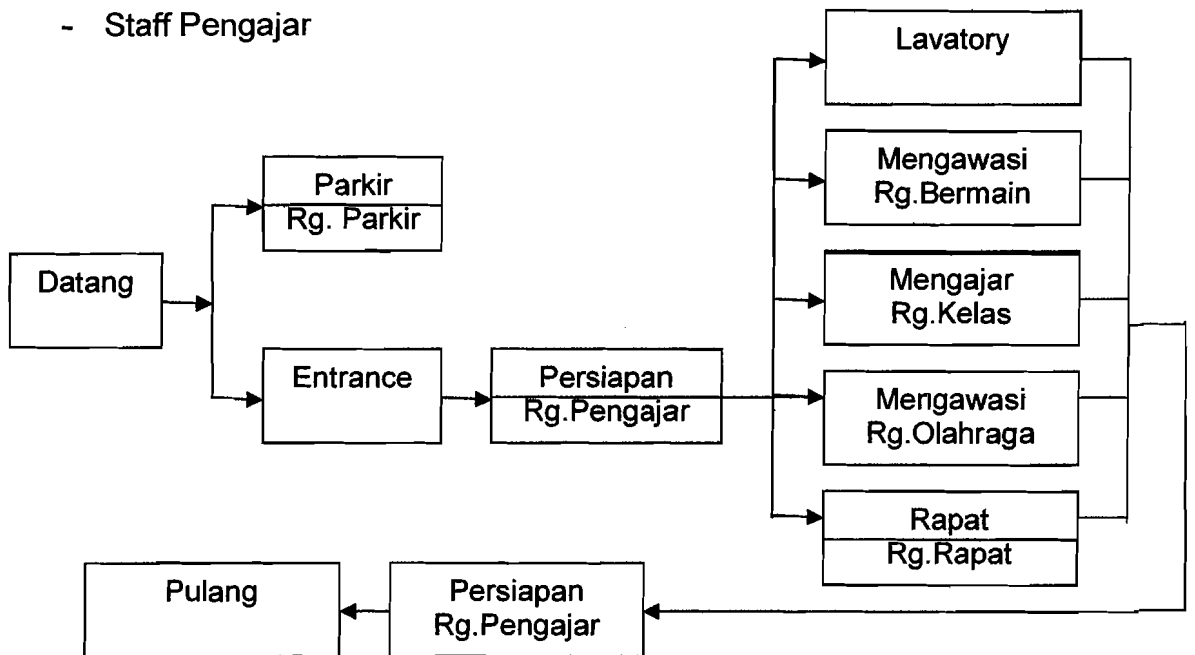 - Staff Pengajar
Lavatory
Mengawasi
Rg.Bermain
Parkir
Rg. Parkir
Datang
Mengajar
Rg.Kelas
Entrance
Persiapan
Rg.Pengajar
Mengawasi
Rg.Olahraga
Rapat
Rg.Rapat
Pulang
Persiapan
Rg.Pengajar